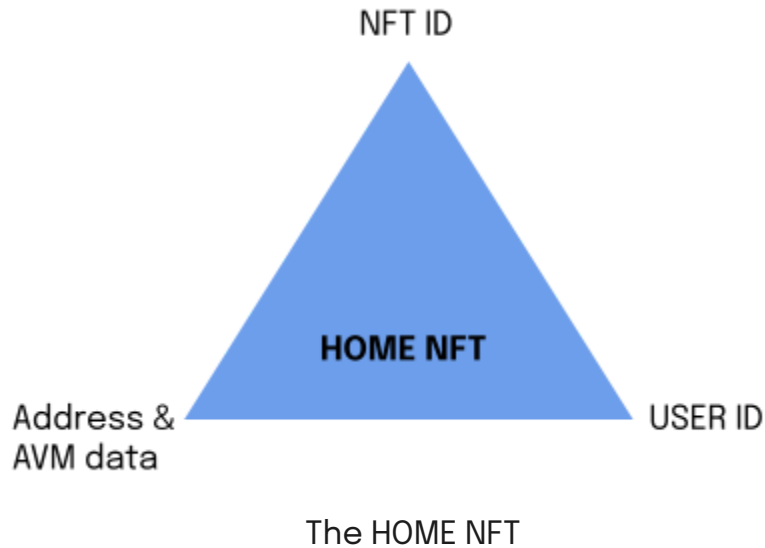 NFT ID
HOME NFT
Address &
AVM data
USER ID
The HOME NFT